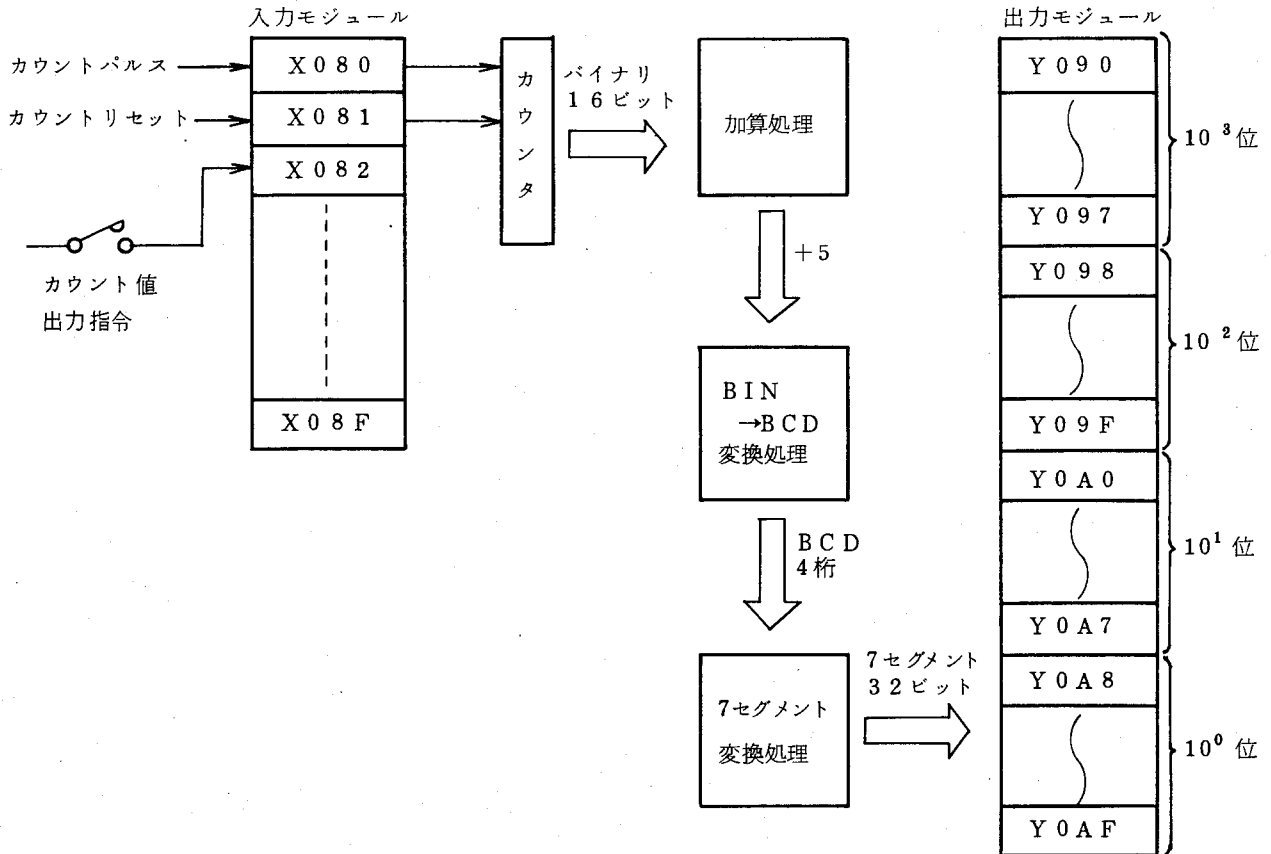 入力モジュール
カウントパルス
X080
カウントリセット
X081
X082
カウント値
出力指令
X08F
カウンタ
バイナリ
16ビット
加算処理
+5
BIN
→BCD
変換処理
BCD
4桁
7セグメント
変換処理
7セグメント
32ビット
出力モジュール
Y090
Y097
10³位
Y098
Y09F
10²位
Y0A0
Y0A7
10¹位
Y0A8
Y0AF
10⁰位